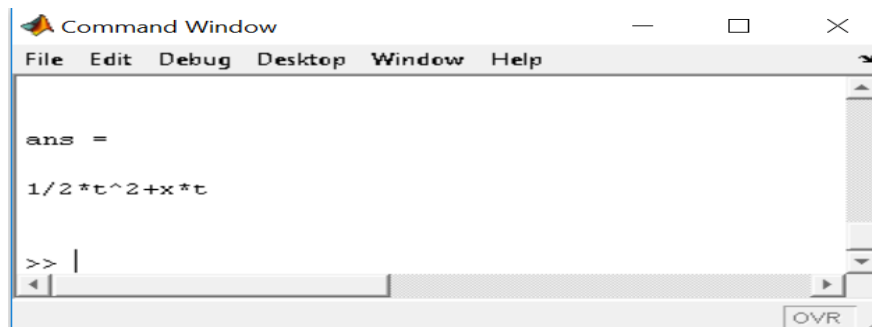 Command Window
File Edit Debug Desktop Window Help
ans =
1/2*t^2+x*t
>>
OVR